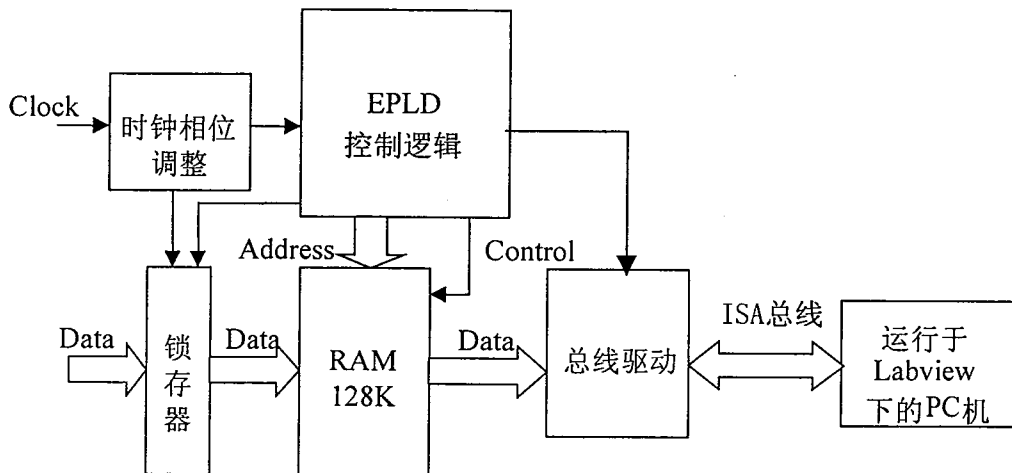 Clock
时钟相位
调整
EPLD
控制逻辑
Address
Control
Data
锁
存
器
Data
RAM
128K
Data
总线驱动
ISA总线
运行于
Labview
下的PC机